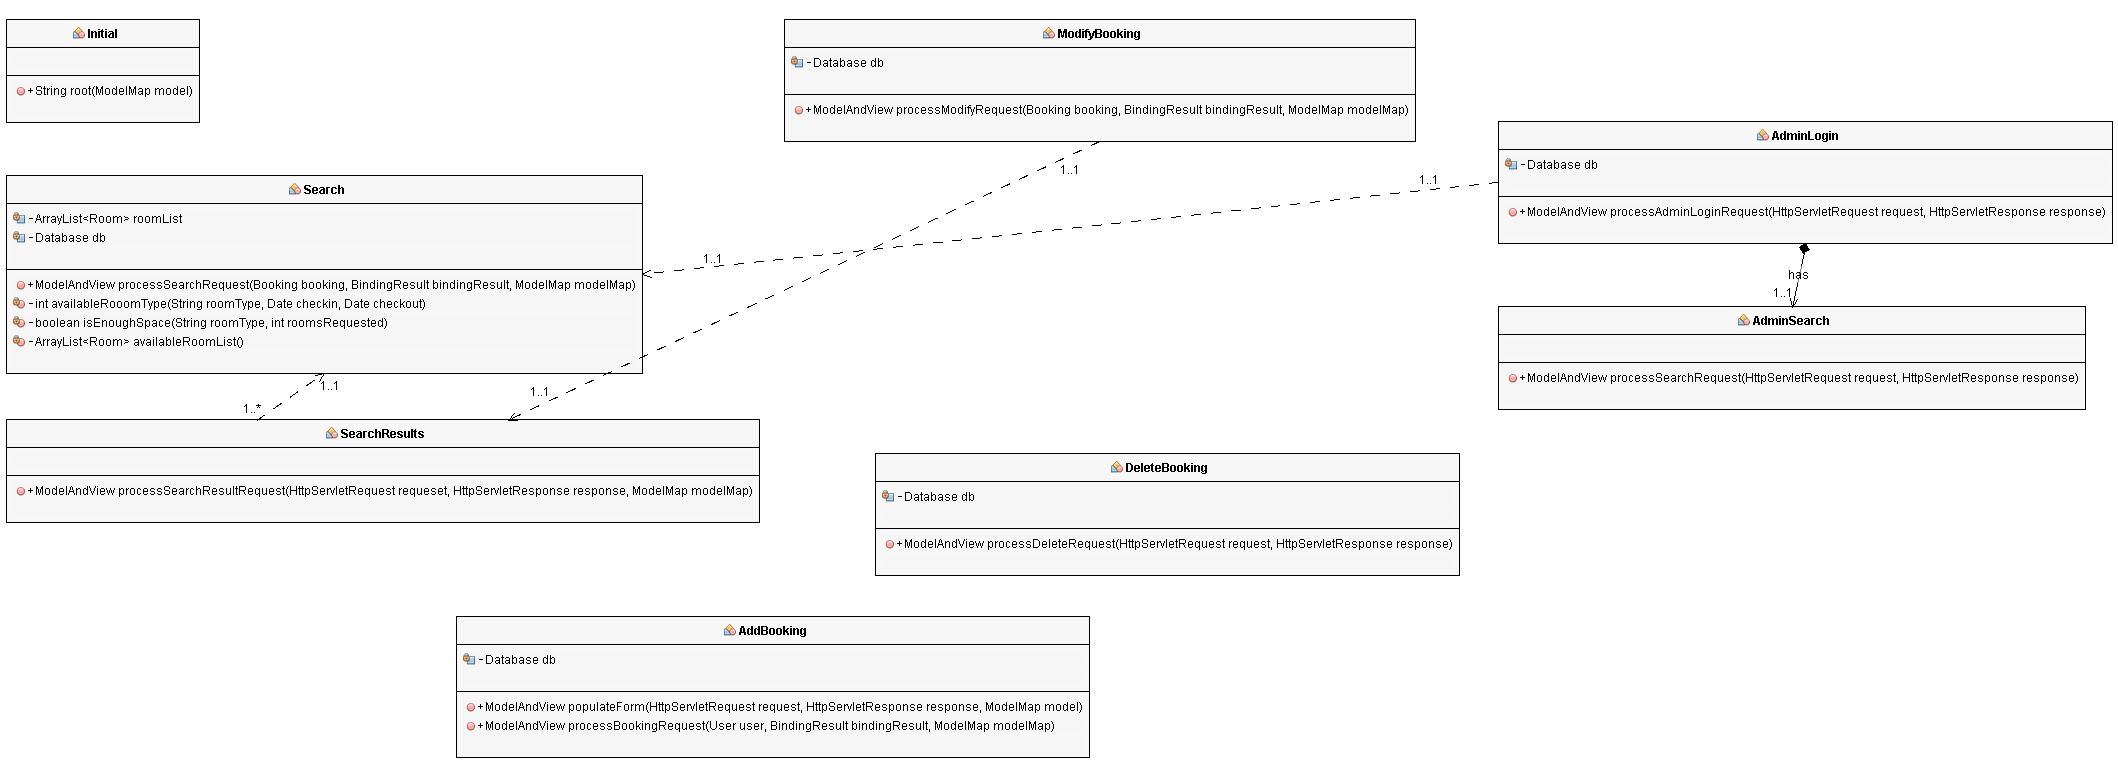 Initial
+String root(ModelMap model)
ModifyBooking
-Database db
+ModelAndView processModifyRequest(Booking booking, BindingResult bindingResult, ModelMap modelMap)
1..1
1..1
AdminLogin
-Database db
+ModelAndView processAdminLoginRequest(HttpServletRequest request, HttpServletResponse response)
1..1
1..1
has
1..1
AdminSearch
+ModelAndView processSearchRequest(HttpServletRequest request, HttpServletResponse response)
Search
-ArrayList<Room> roomList
-Database db
+ModelAndView processSearchRequest(Booking booking, BindingResult bindingResult, ModelMap modelMap)
-int availableRooomType(String roomType, Date checkin, Date checkout)
-boolean isEnoughSpace(String roomType, int roomsRequested)
-ArrayList<Room> availableRoomList()
1..1
1..*
SearchResults
+ModelAndView processSearchResultRequest(HttpServletRequest requeset, HttpServletResponse response, ModelMap modelMap)
DeleteBooking
-Database db
+ModelAndView processDeleteRequest(HttpServletRequest request, HttpServletResponse response)
AddBooking
-Database db
+ModelAndView populateForm(HttpServletRequest request, HttpServletResponse response, ModelMap model)
+ModelAndView processBookingRequest(User user, BindingResult bindingResult, ModelMap modelMap)